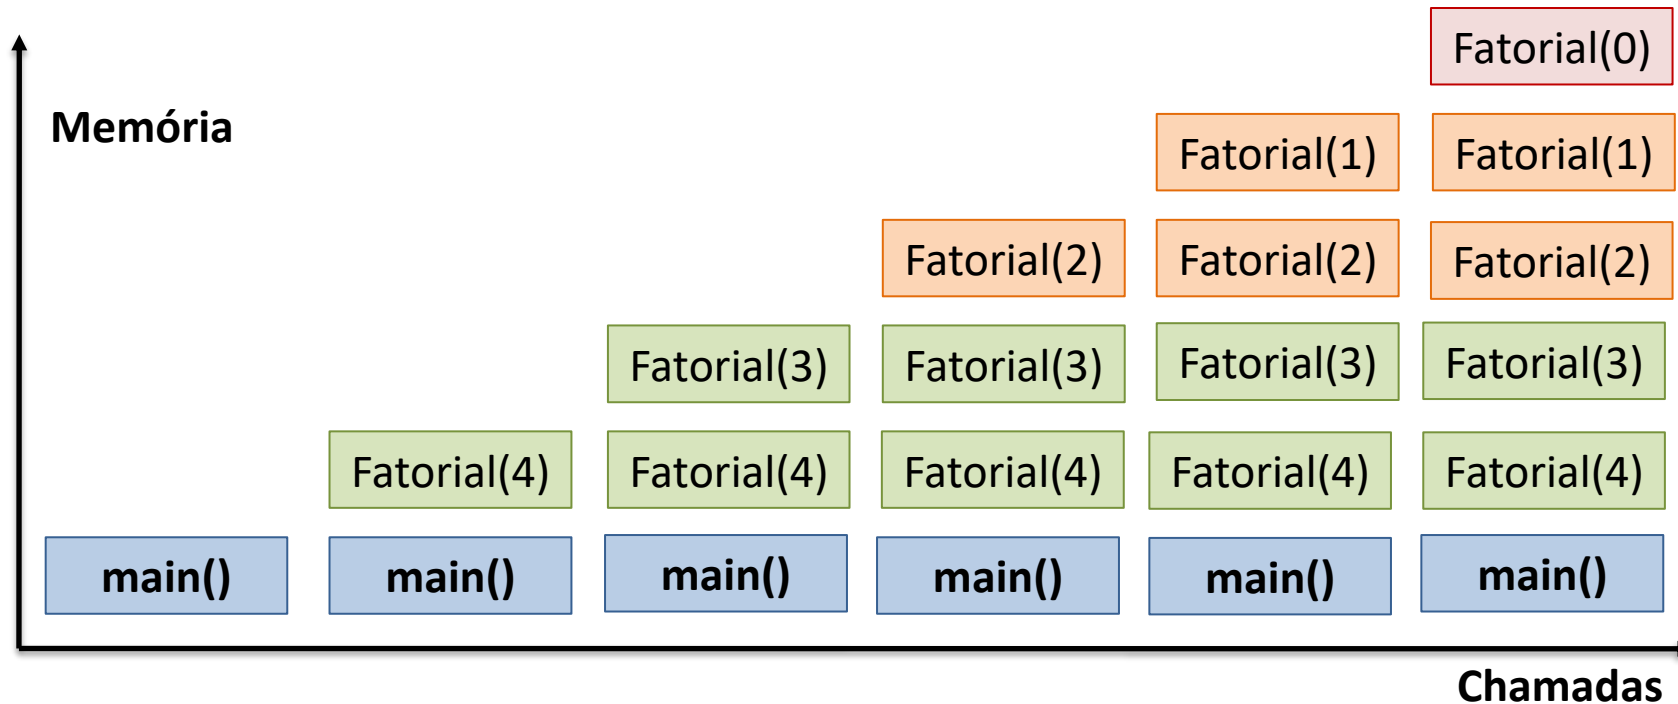 Fatorial(0)
Memória
Fatorial(1) Fatorial(1)
Fatorial(2) Fatorial(2) Fatorial(2)
Fatorial(3) Fatorial(3) Fatorial(3) Fatorial(3)
Fatorial(4) Fatorial(4) Fatorial(4) Fatorial(4) Fatorial(4)
main() main() main() main() main() main()
Chamadas